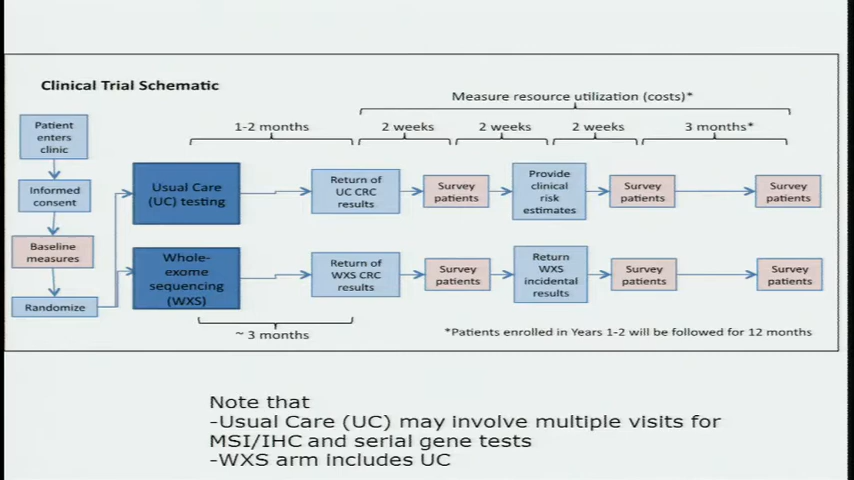 Clinical Trial Schematic
Measure resource utilization (costs)*
1-2 months
2 weeks
2 weeks
2 weeks
3 months*
Patient
enters
clinic
Informed
consent
Baseline
measures
Randomize
Usual Care
(UC) testing
Return of
UC CRC
results
Survey
patients
Provide
clinical
risk
estimates
Survey
patients
Survey
patients
Whole-
exome
sequencing
(WXS)
Return of
WXS CRC
results
Survey
patients
Return
WXS
incidental
results
Survey
patients
Survey
patients
~ 3 months
*Patients enrolled in Years 1-2 will be followed for 12 months
Note that
-Usual Care (UC) may involve multiple visits for
MSI/IHC and serial gene tests
-WXS arm includes UC